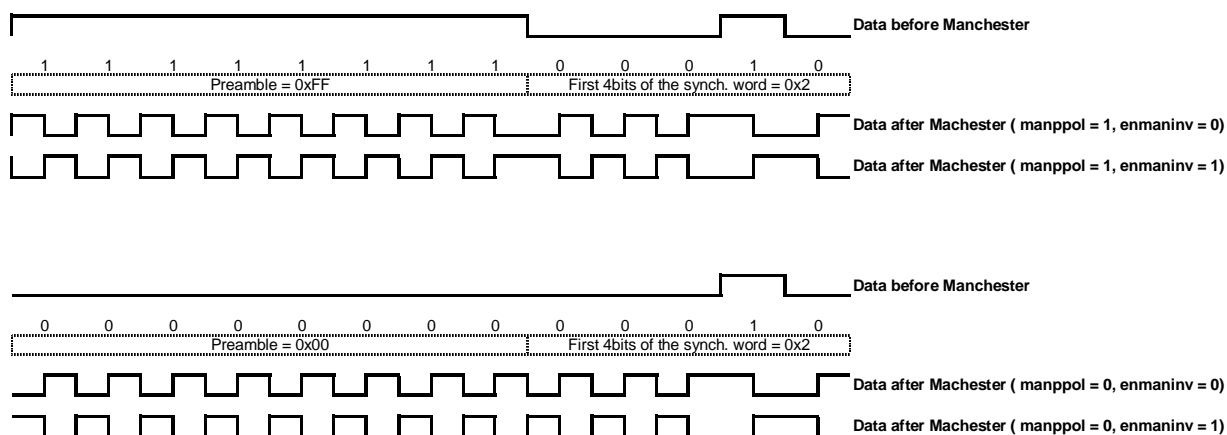 Data before Manchester
1 1 1 1 1 1 1 1 0 0 0 1 0
Preamble = 0xFF First 4bits of the synch. word = 0x2
Data after Machester ( manppol = 1, enmaninv = 0)
Data after Machester ( manppol = 1, enmaninv = 1)
Data before Manchester
0 0 0 0 0 0 0 0 0 0 0 1 0
Preamble = 0x00 First 4bits of the synch. word = 0x2
Data after Machester ( manppol = 0, enmaninv = 0)
Data after Machester ( manppol = 0, enmaninv = 1)